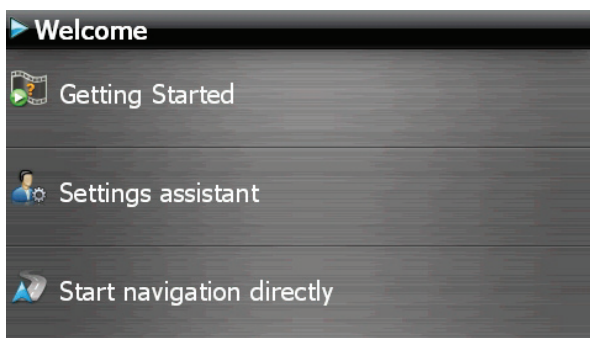 Welcome
Getting Started
Settings assistant
Start navigation directly